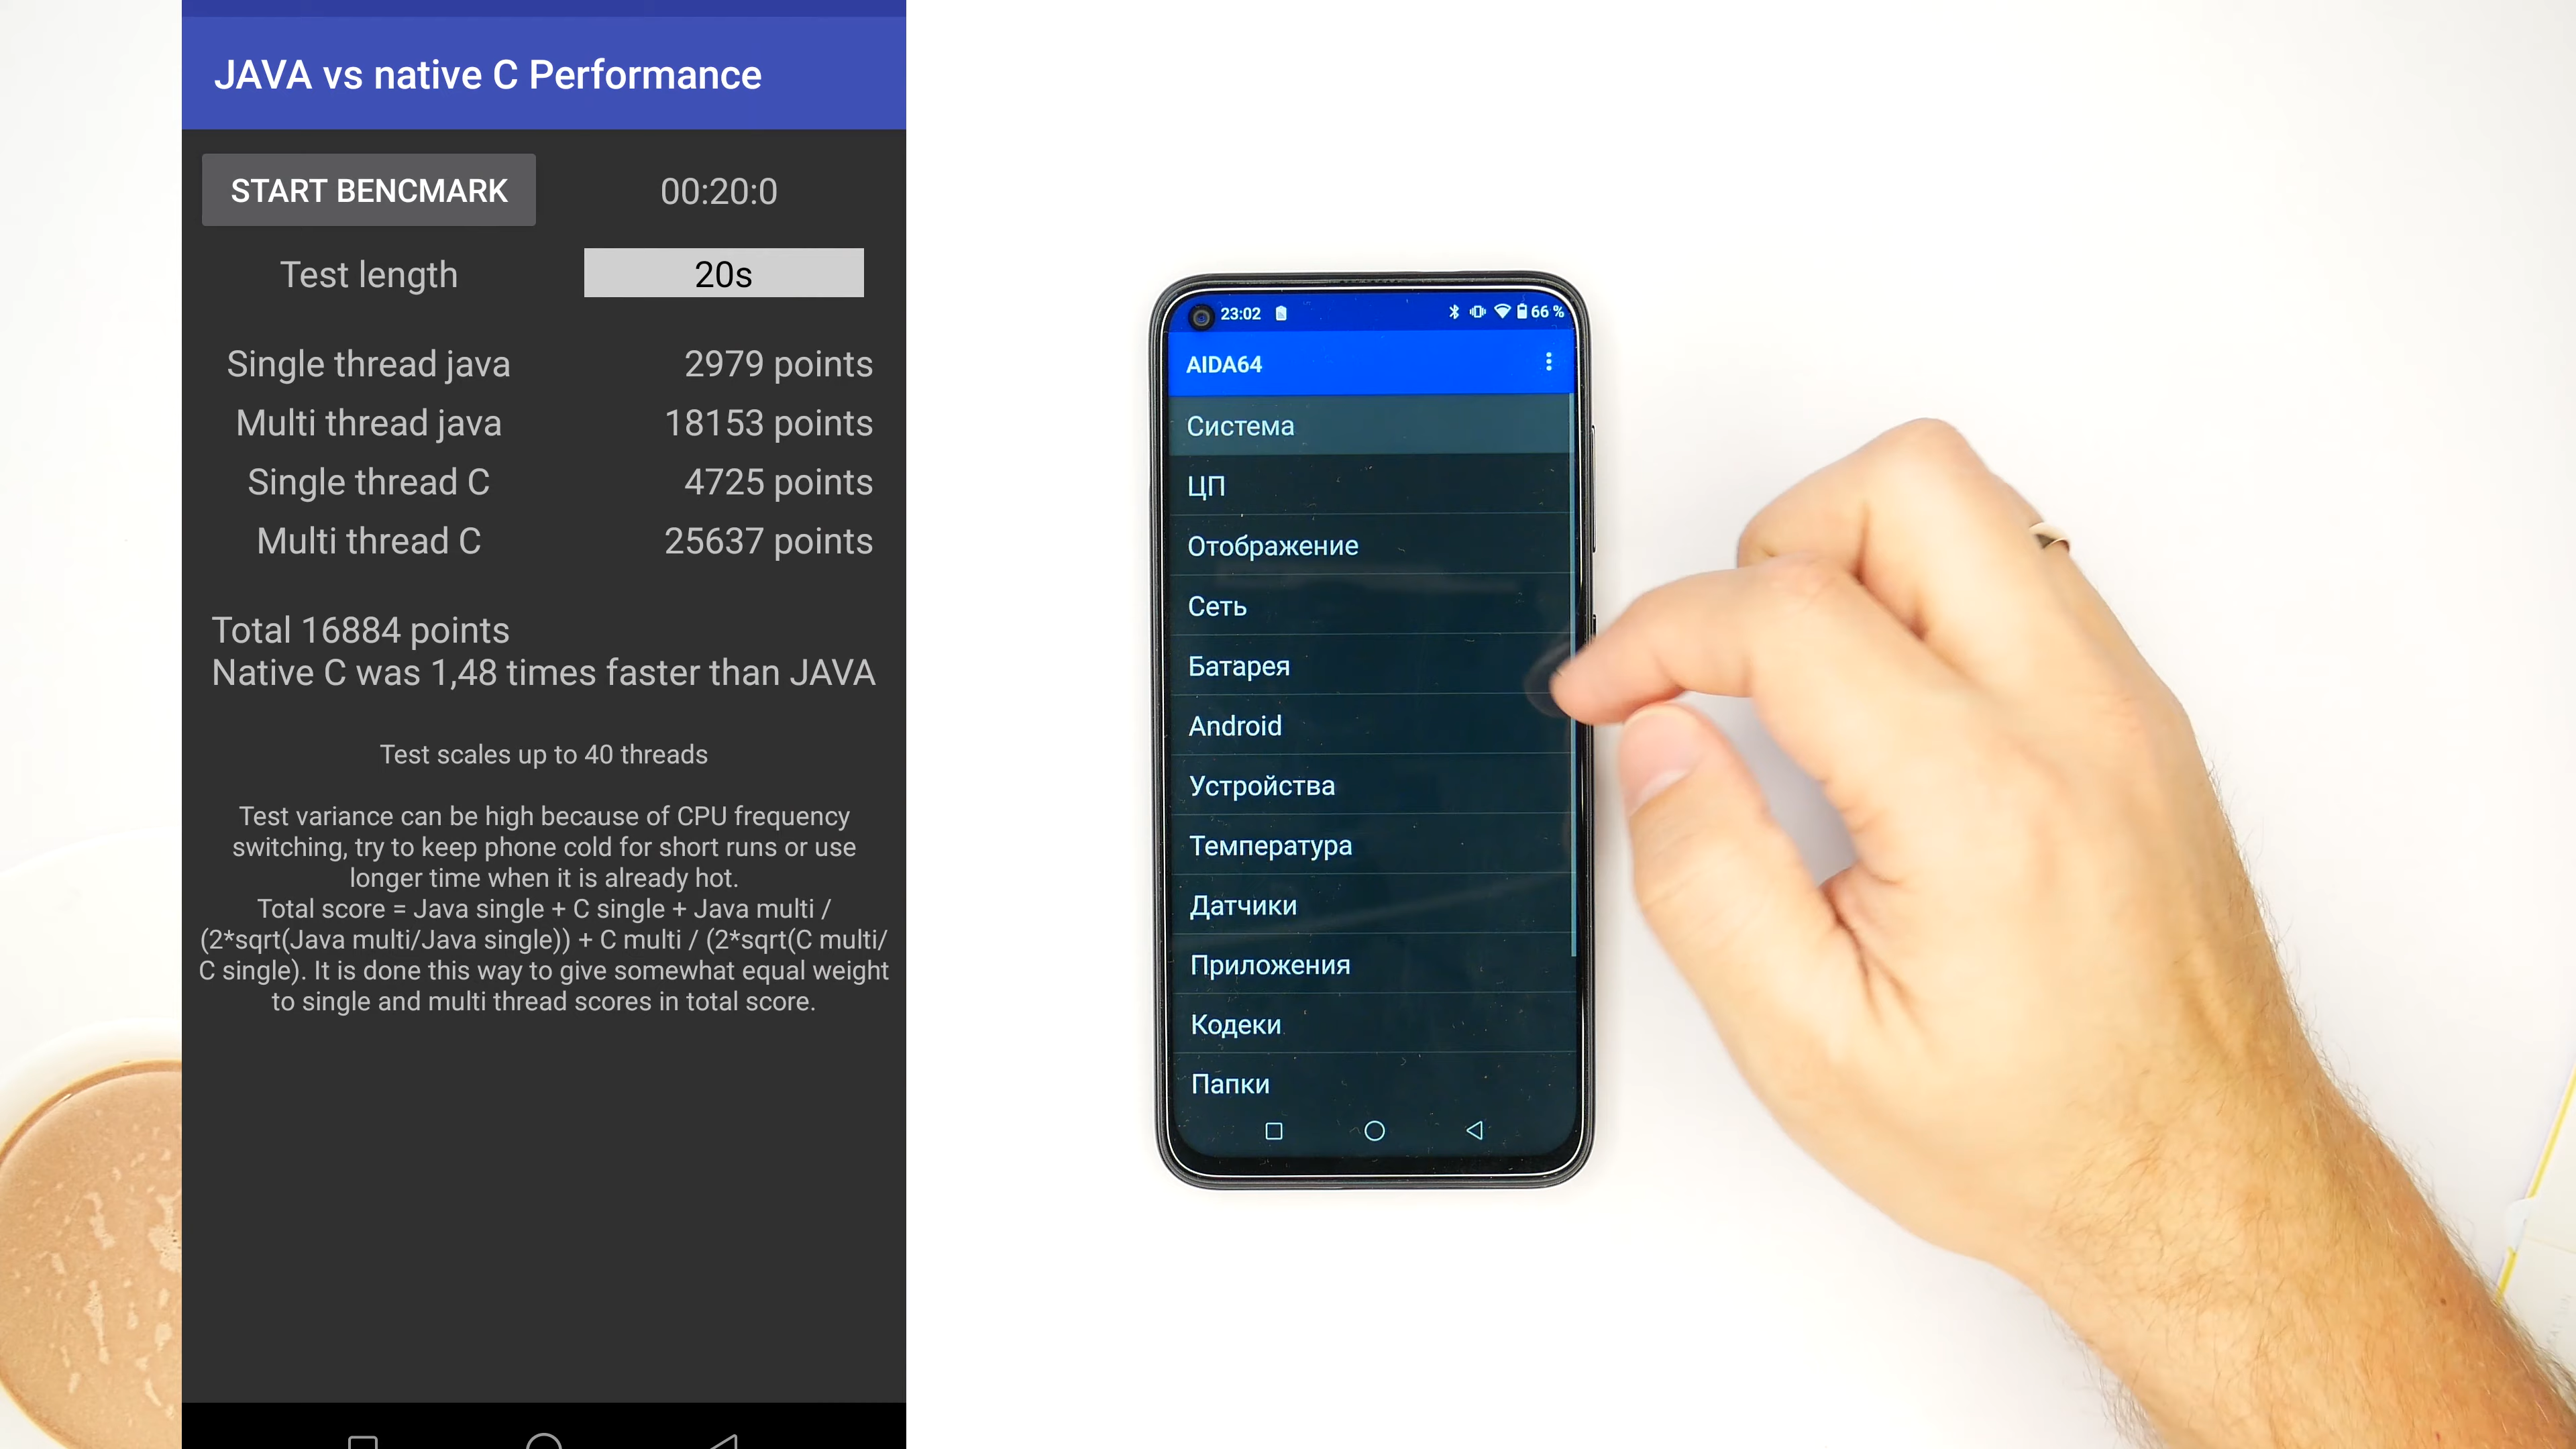 JAVA vs native C Performance
START BENCMARK
00:20:0
Test length
20s
Single thread java
2979 points
Multi thread java
18153 points
Single thread C
4725 points
Multi thread C
25637 points
Total 16884 points
Native C was 1,48 times faster than JAVA
Test scales up to 40 threads
Test variance can be high because of CPU frequency
switching, try to keep phone cold for short runs or use
longer time when it is already hot.
Total score = Java single + C single + Java multi /
(2*sqrt(Java multi/Java single)) + C multi / (2*sqrt(C multi/
C single). It is done this way to give somewhat equal weight
to single and multi thread scores in total score.
23:02
66 %
AIDA64
Система
ЦП
Отображение
Сеть
Батарея
Android
Устройства
Температура
Датчики
Приложения
Кодеки
Папки